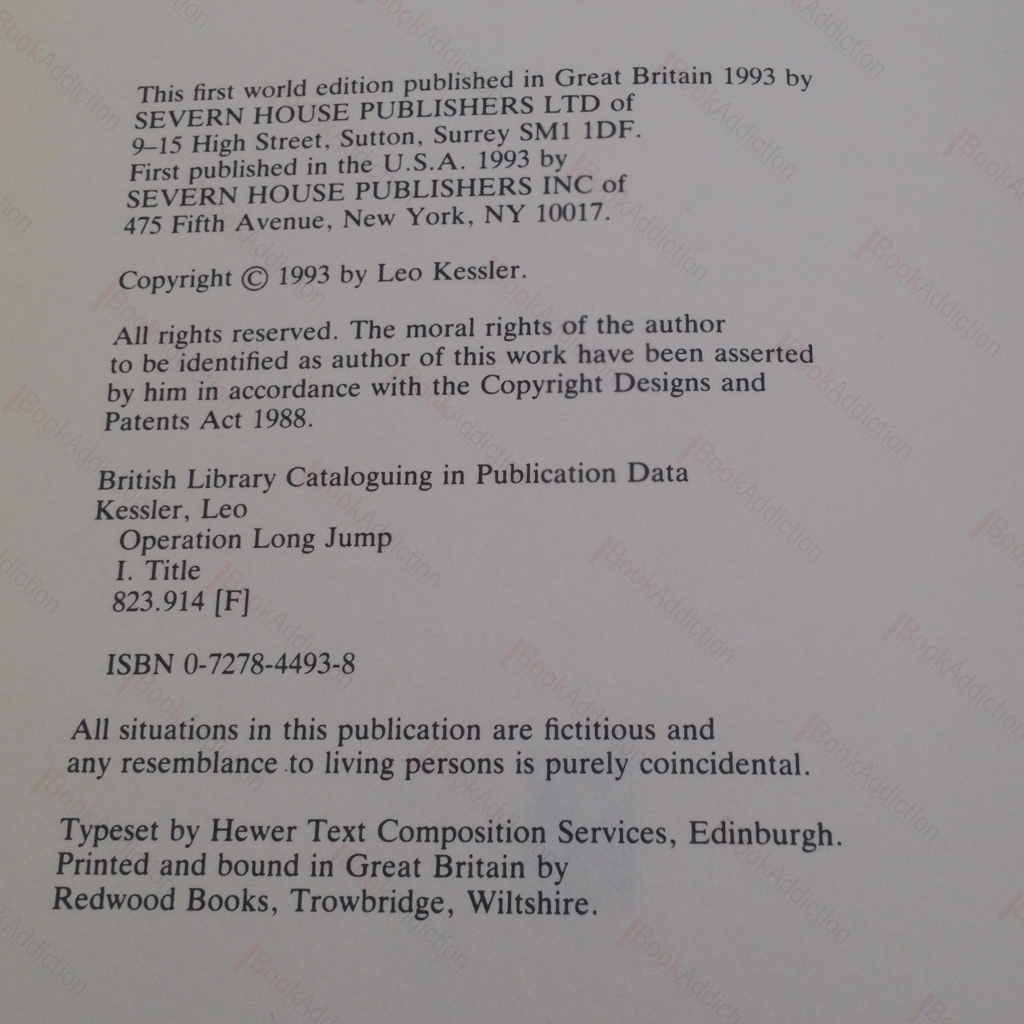 This first world edition published in Great Britain 1993 by
SEVERN HOUSE PUBLISHERS LTD of
9–15 High Street, Sutton, Surrey SM1 1DF.
First published in the U.S.A. 1993 by
SEVERN HOUSE PUBLISHERS INC of
475 Fifth Avenue, New York, NY 10017.
Copyright © 1993 by Leo Kessler.
All rights reserved. The moral rights of the author
to be identified as author of this work have been asserted
by him in accordance with the Copyright Designs and
Patents Act 1988.
British Library Cataloguing in Publication Data
Kessler, Leo
Operation Long Jump
I. Title
823.914 [F]
ISBN 0-7278-4493-8
All situations in this publication are fictitious and
any resemblance to living persons is purely coincidental.
Typeset by Hewer Text Composition Services, Edinburgh.
Printed and bound in Great Britain by
Redwood Books, Trowbridge, Wiltshire.
BookAddiction